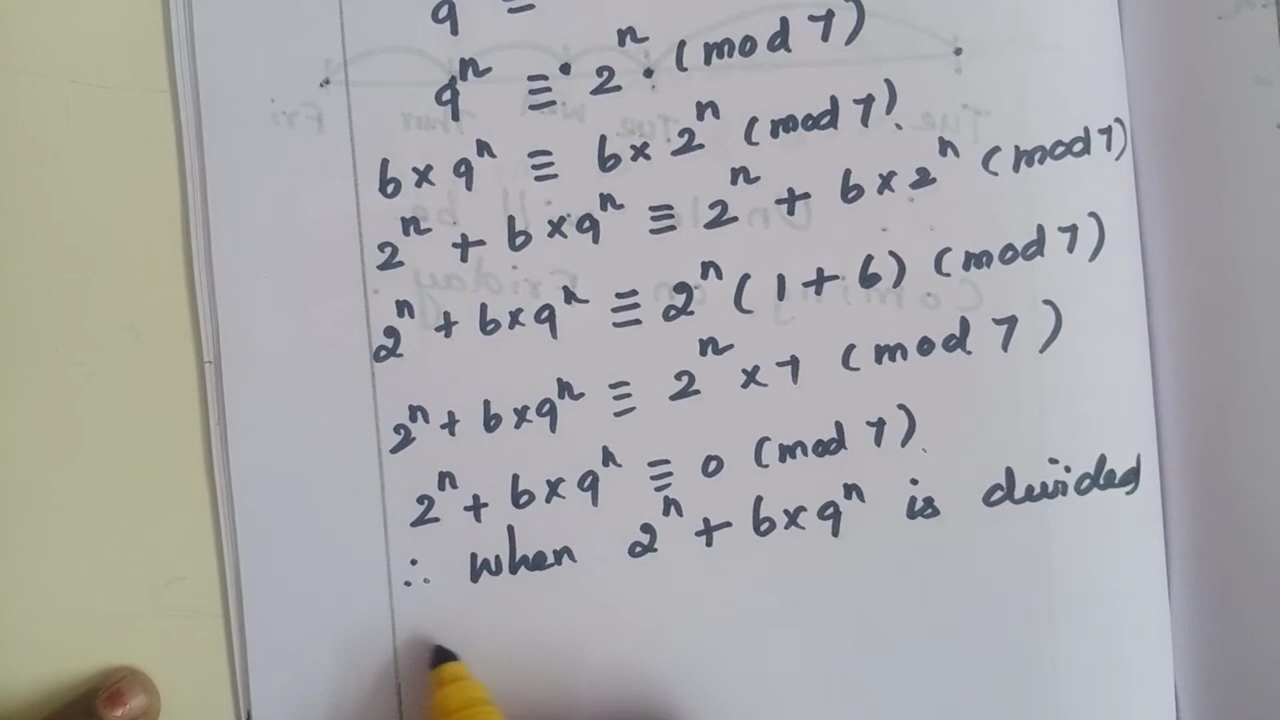 9 ≡
9ⁿ ≡ 2ⁿ (mod 7)
6 × 9ⁿ ≡ 6 × 2ⁿ (mod 7)
2ⁿ + 6 × 9ⁿ ≡ 2ⁿ + 6 × 2ⁿ (mod 7)
2ⁿ + 6 × 9ⁿ ≡ 2ⁿ (1 + 6) (mod 7)
2ⁿ + 6 × 9ⁿ ≡ 2ⁿ × 7 (mod 7)
2ⁿ + 6 × 9ⁿ ≡ 0 (mod 7)
∴ when 2ⁿ + 6 × 9ⁿ is divided